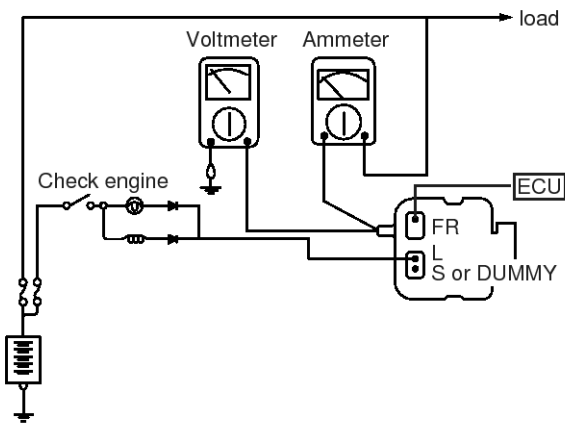 load
Voltmeter
Ammeter
Check engine
ECU
FR
L
S or DUMMY